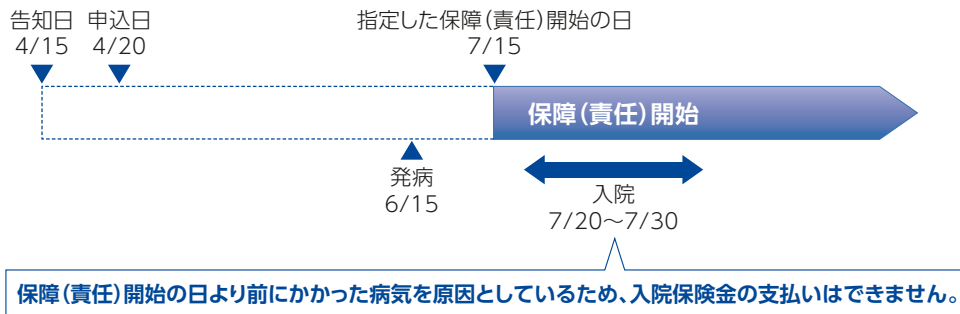 告知日 申込日 指定した保障（責任）開始の日
4/15 4/20 7/15
保障（責任）開始
発病
6/15
入院
7/20～7/30
保障（責任）開始の日より前にかかった病気を原因としているため、入院保険金の支払いはできません。